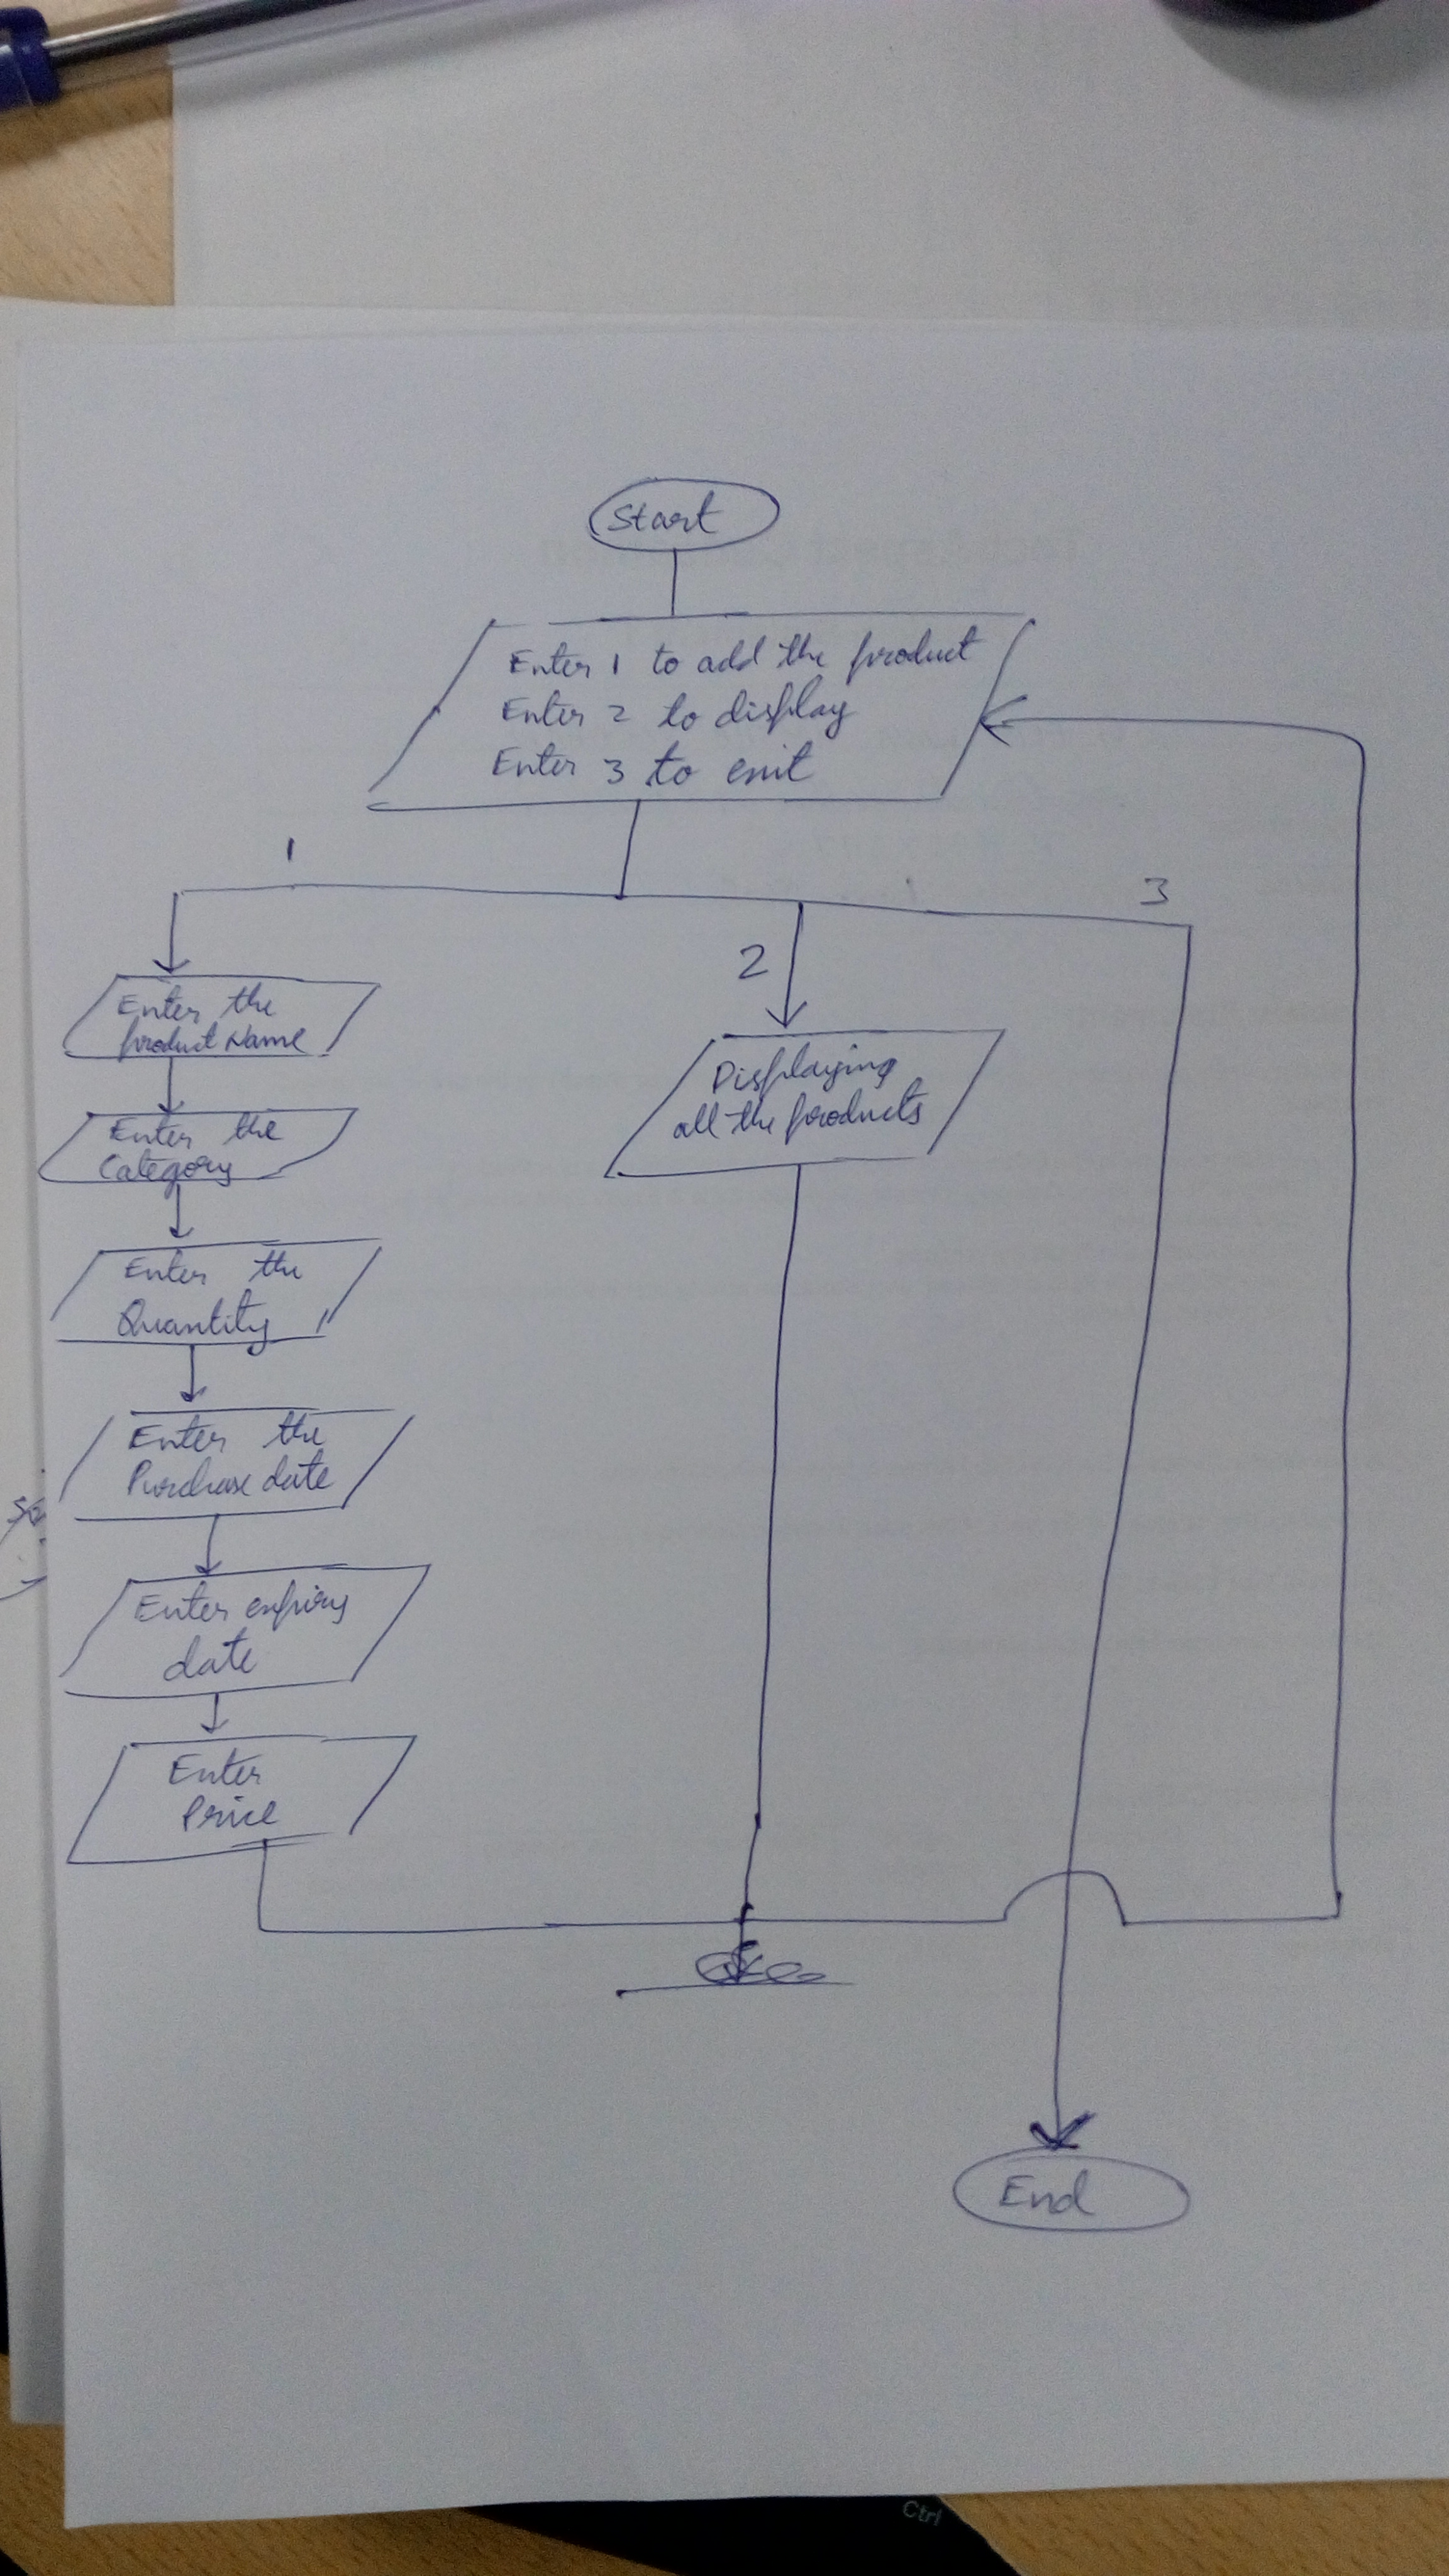 Start
Enter 1 to add the product
Enter 2 to display
Enter 3 to exit
1
3
2
Enter the
product Name
Displaying
all the products
Enter the
Category
Enter the
Quantity
Enter the
Purchase date
Enter expiry
date
Enter
Price
End
Ctrl